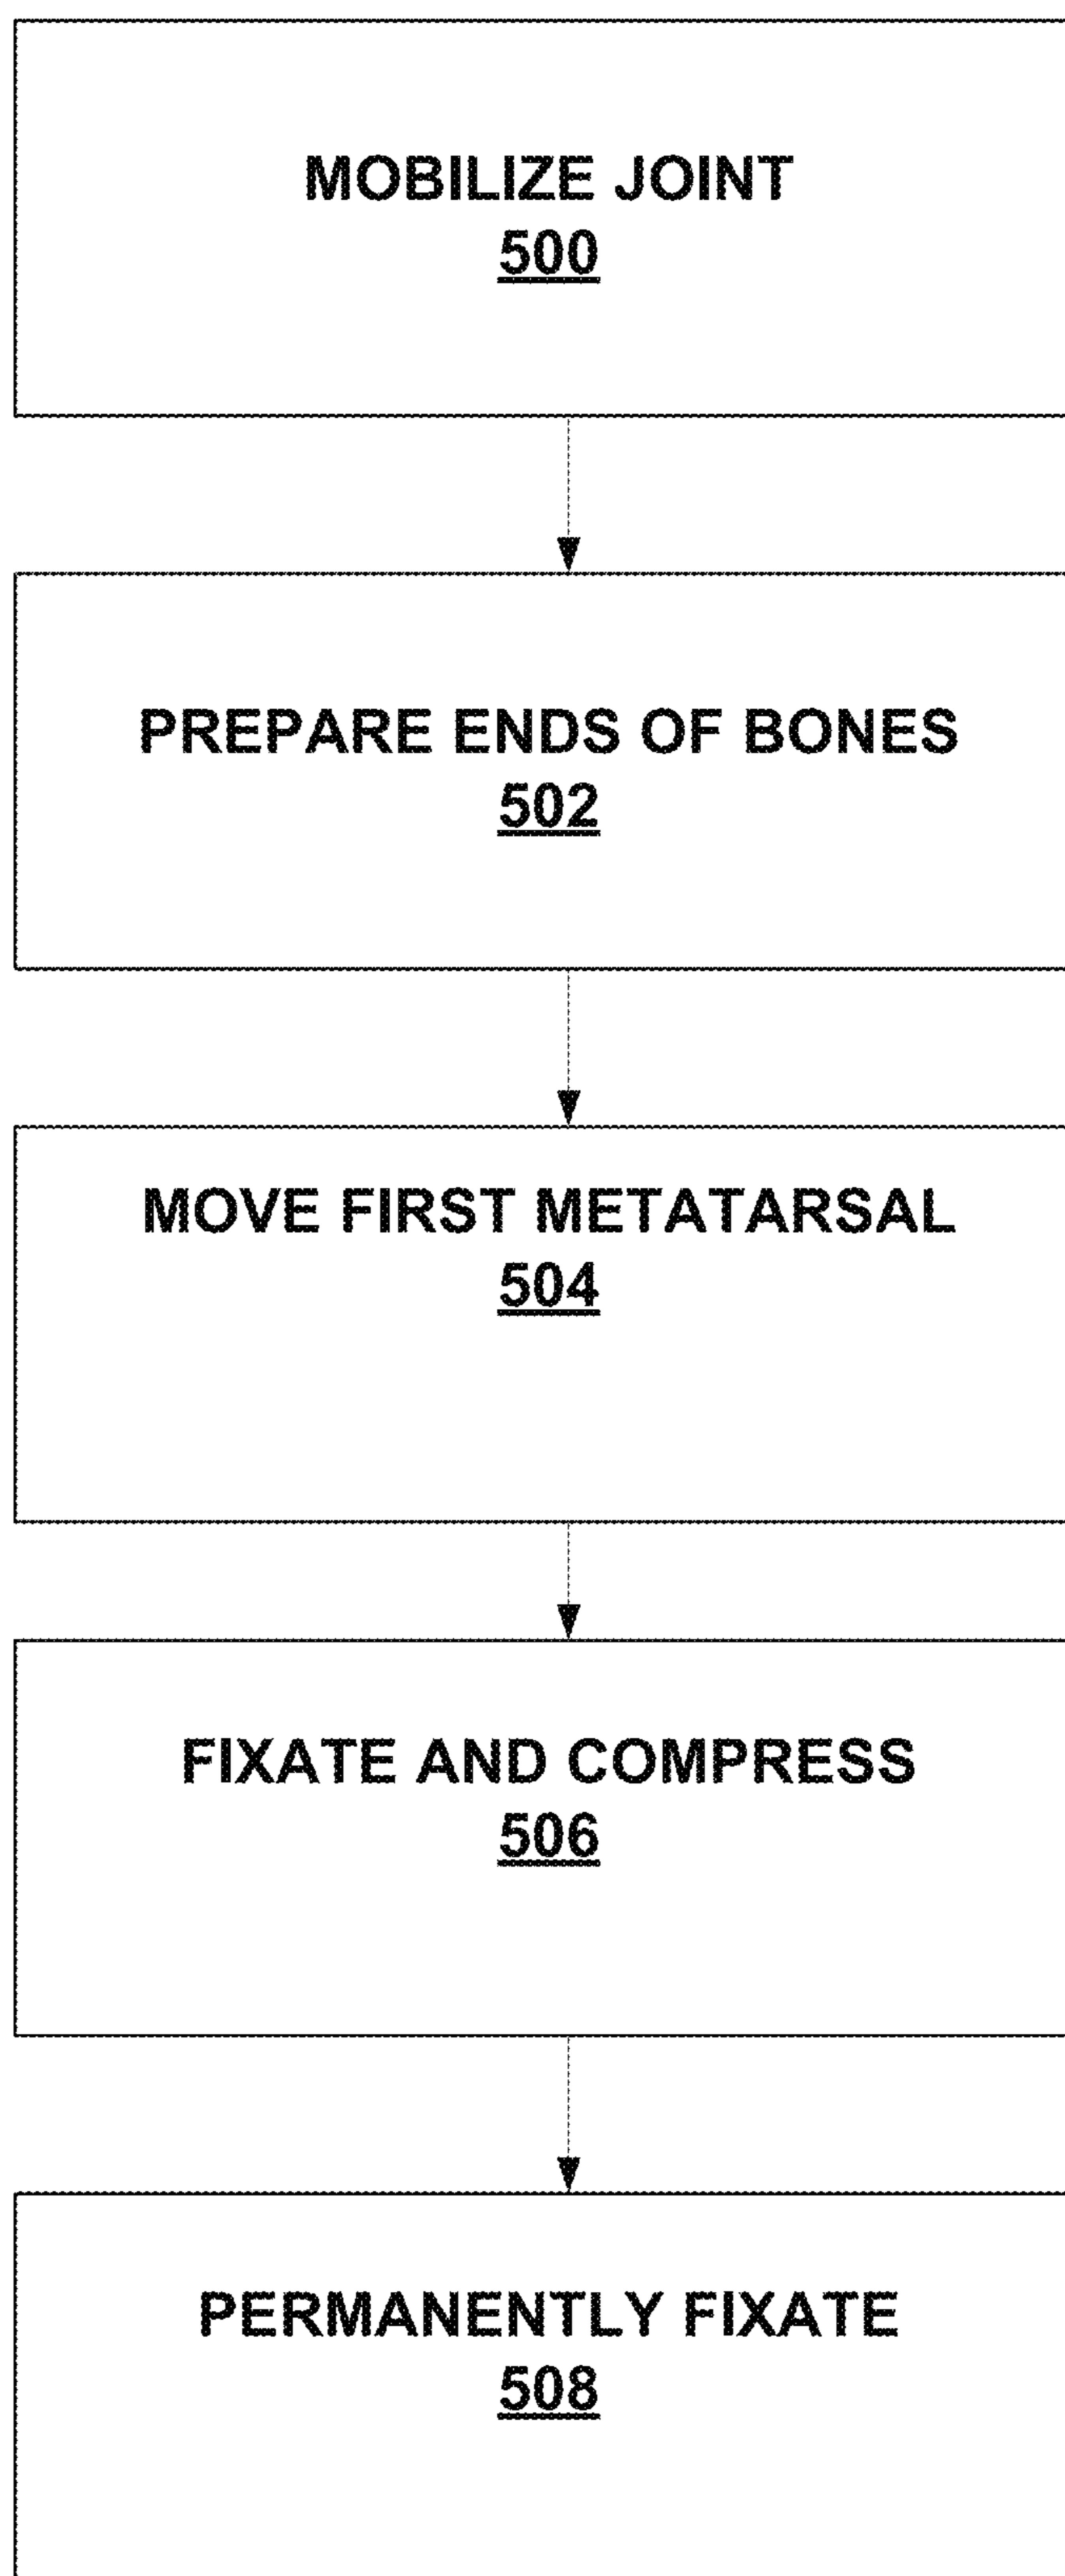 MOBILIZE JOINT
500
PREPARE ENDS OF BONES
502
MOVE FIRST METATARSAL
504
FIXATE AND COMPRESS
506
PERMANENTLY FIXATE
508